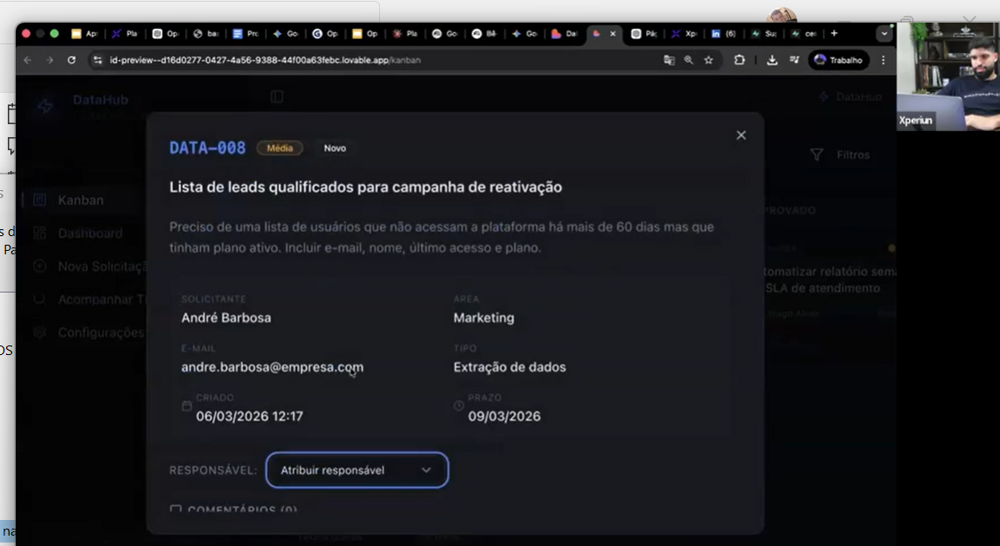 Ap
Pla
Op
ba
Pro
Go
Op
Op
Pla
Go
Go
Da
Pá
Xp
(6)
Su
ce
id-preview--d16d0277-0427-4a56-9388-44f00a63febc.lovable.app/kanban
Trabalho
DataHub
DataHub
Xperiun
DATA-008
Média
Novo
Filtros
Lista de leads qualificados para campanha de reativação
Kanban
PROVADO
Preciso de uma lista de usuários que não acessam a plataforma há mais de 60 dias mas que
tinham plano ativo. Incluir e-mail, nome, último acesso e plano.
Dashboard
Nova Solicitaçã
tomatizar relatório sema
SLA de atendimento
SOLICITANTE
ÁREA
Acompanhar T
André Barbosa
Marketing
Configurações
E-MAIL
TIPO
andre.barbosa@empresa.com
Extração de dados
CRIADO
PRAZO
06/03/2026 12:17
09/03/2026
RESPONSÁVEL:
Atribuir responsável
COMENTÁRIOS (0)